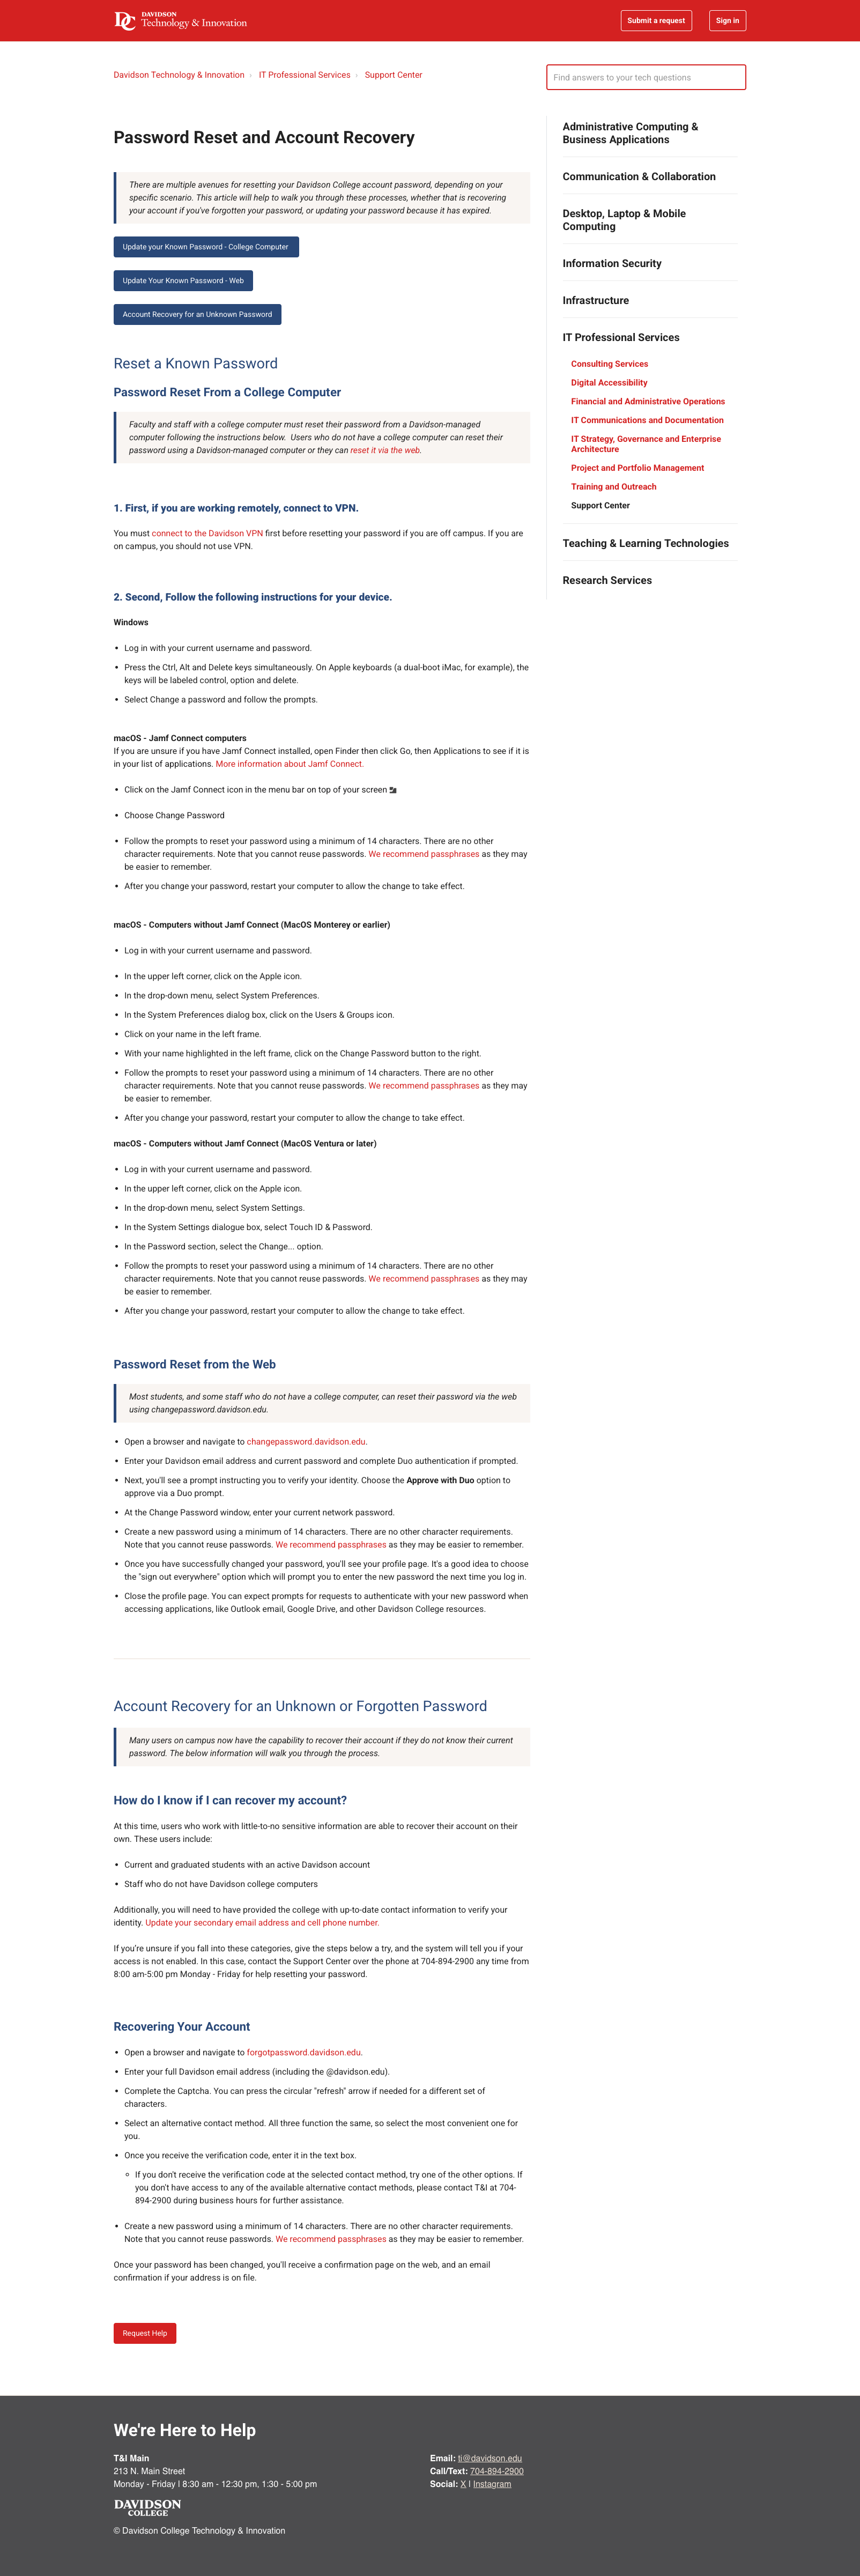 DAVIDSON
Technology & Innovation
Submit a request
Sign in
Davidson Technology & Innovation › IT Professional Services › Support Center
Find answers to your tech questions
Password Reset and Account Recovery
There are multiple avenues for resetting your Davidson College account password, depending on your
specific scenario. This article will help to walk you through these processes, whether that is recovering
your account if you've forgotten your password, or updating your password because it has expired.
Update your Known Password - College Computer
Update Your Known Password - Web
Account Recovery for an Unknown Password
Reset a Known Password
Password Reset From a College Computer
Faculty and staff with a college computer must reset their password from a Davidson-managed
computer following the instructions below.  Users who do not have a college computer can reset their
password using a Davidson-managed computer or they can reset it via the web.
1. First, if you are working remotely, connect to VPN.
You must connect to the Davidson VPN first before resetting your password if you are off campus. If you are
on campus, you should not use VPN.
2. Second, Follow the following instructions for your device.
Windows
• Log in with your current username and password.
• Press the Ctrl, Alt and Delete keys simultaneously. On Apple keyboards (a dual-boot iMac, for example), the
keys will be labeled control, option and delete.
• Select Change a password and follow the prompts.
macOS - Jamf Connect computers
If you are unsure if you have Jamf Connect installed, open Finder then click Go, then Applications to see if it is
in your list of applications. More information about Jamf Connect.
• Click on the Jamf Connect icon in the menu bar on top of your screen
• Choose Change Password
• Follow the prompts to reset your password using a minimum of 14 characters. There are no other
character requirements. Note that you cannot reuse passwords. We recommend passphrases as they may
be easier to remember.
• After you change your password, restart your computer to allow the change to take effect.
macOS - Computers without Jamf Connect (MacOS Monterey or earlier)
• Log in with your current username and password.
• In the upper left corner, click on the Apple icon.
• In the drop-down menu, select System Preferences.
• In the System Preferences dialog box, click on the Users & Groups icon.
• Click on your name in the left frame.
• With your name highlighted in the left frame, click on the Change Password button to the right.
• Follow the prompts to reset your password using a minimum of 14 characters. There are no other
character requirements. Note that you cannot reuse passwords. We recommend passphrases as they may
be easier to remember.
• After you change your password, restart your computer to allow the change to take effect.
macOS - Computers without Jamf Connect (MacOS Ventura or later)
• Log in with your current username and password.
• In the upper left corner, click on the Apple icon.
• In the drop-down menu, select System Settings.
• In the System Settings dialogue box, select Touch ID & Password.
• In the Password section, select the Change... option.
• Follow the prompts to reset your password using a minimum of 14 characters. There are no other
character requirements. Note that you cannot reuse passwords. We recommend passphrases as they may
be easier to remember.
• After you change your password, restart your computer to allow the change to take effect.
Password Reset from the Web
Most students, and some staff who do not have a college computer, can reset their password via the web
using changepassword.davidson.edu.
• Open a browser and navigate to changepassword.davidson.edu.
• Enter your Davidson email address and current password and complete Duo authentication if prompted.
• Next, you'll see a prompt instructing you to verify your identity. Choose the Approve with Duo option to
approve via a Duo prompt.
• At the Change Password window, enter your current network password.
• Create a new password using a minimum of 14 characters. There are no other character requirements.
Note that you cannot reuse passwords. We recommend passphrases as they may be easier to remember.
• Once you have successfully changed your password, you'll see your profile page. It's a good idea to choose
the "sign out everywhere" option which will prompt you to enter the new password the next time you log in.
• Close the profile page. You can expect prompts for requests to authenticate with your new password when
accessing applications, like Outlook email, Google Drive, and other Davidson College resources.
Account Recovery for an Unknown or Forgotten Password
Many users on campus now have the capability to recover their account if they do not know their current
password. The below information will walk you through the process.
How do I know if I can recover my account?
At this time, users who work with little-to-no sensitive information are able to recover their account on their
own. These users include:
• Current and graduated students with an active Davidson account
• Staff who do not have Davidson college computers
Additionally, you will need to have provided the college with up-to-date contact information to verify your
identity. Update your secondary email address and cell phone number.
If you're unsure if you fall into these categories, give the steps below a try, and the system will tell you if your
access is not enabled. In this case, contact the Support Center over the phone at 704-894-2900 any time from
8:00 am-5:00 pm Monday - Friday for help resetting your password.
Recovering Your Account
• Open a browser and navigate to forgotpassword.davidson.edu.
• Enter your full Davidson email address (including the @davidson.edu).
• Complete the Captcha. You can press the circular "refresh" arrow if needed for a different set of
characters.
• Select an alternative contact method. All three function the same, so select the most convenient one for
you.
• Once you receive the verification code, enter it in the text box.
◦ If you don't receive the verification code at the selected contact method, try one of the other options. If
you don't have access to any of the available alternative contact methods, please contact T&I at 704-
894-2900 during business hours for further assistance.
• Create a new password using a minimum of 14 characters. There are no other character requirements.
Note that you cannot reuse passwords. We recommend passphrases as they may be easier to remember.
Once your password has been changed, you'll receive a confirmation page on the web, and an email
confirmation if your address is on file.
Request Help
Administrative Computing &
Business Applications
Communication & Collaboration
Desktop, Laptop & Mobile
Computing
Information Security
Infrastructure
IT Professional Services
Consulting Services
Digital Accessibility
Financial and Administrative Operations
IT Communications and Documentation
IT Strategy, Governance and Enterprise
Architecture
Project and Portfolio Management
Training and Outreach
Support Center
Teaching & Learning Technologies
Research Services
We're Here to Help
T&I Main
213 N. Main Street
Monday - Friday | 8:30 am - 12:30 pm, 1:30 - 5:00 pm
DAVIDSON
COLLEGE
© Davidson College Technology & Innovation
Email: ti@davidson.edu
Call/Text: 704-894-2900
Social: X | Instagram